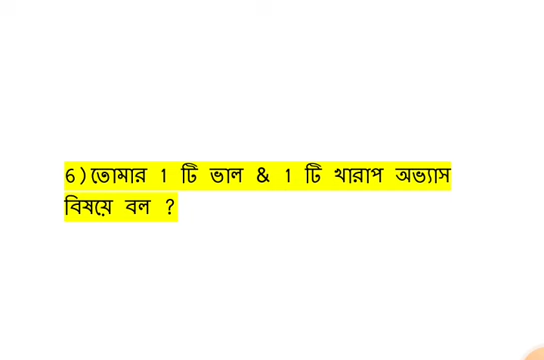 6)তোমার 1 টি ভাল & 1 টি খারাপ অভ্যাস
বিষয়ে বল ?